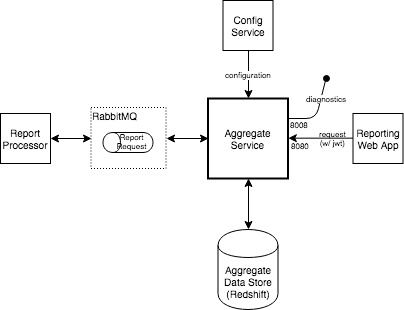 Config
Service
configuration
diagnostics
RabbitMQ
Report
Request
Report
Processor
Aggregate
Service
8008
8080
request
(w/ jwt)
Reporting
Web App
Aggregate
Data Store
(Redshift)